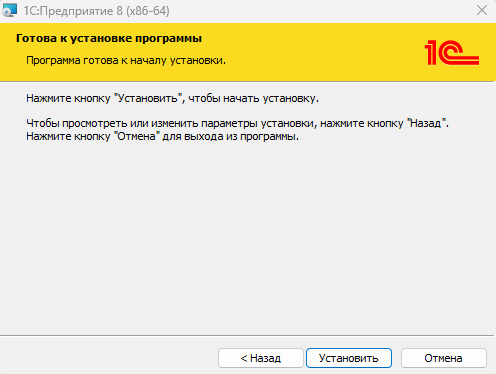 1С:Предприятие 8 (x86-64)
Готова к установке программы
Программа готова к началу установки.
1С
Нажмите кнопку "Установить", чтобы начать установку.
Чтобы просмотреть или изменить параметры установки, нажмите кнопку "Назад".
Нажмите кнопку "Отмена" для выхода из программы.
< Назад
Установить
Отмена